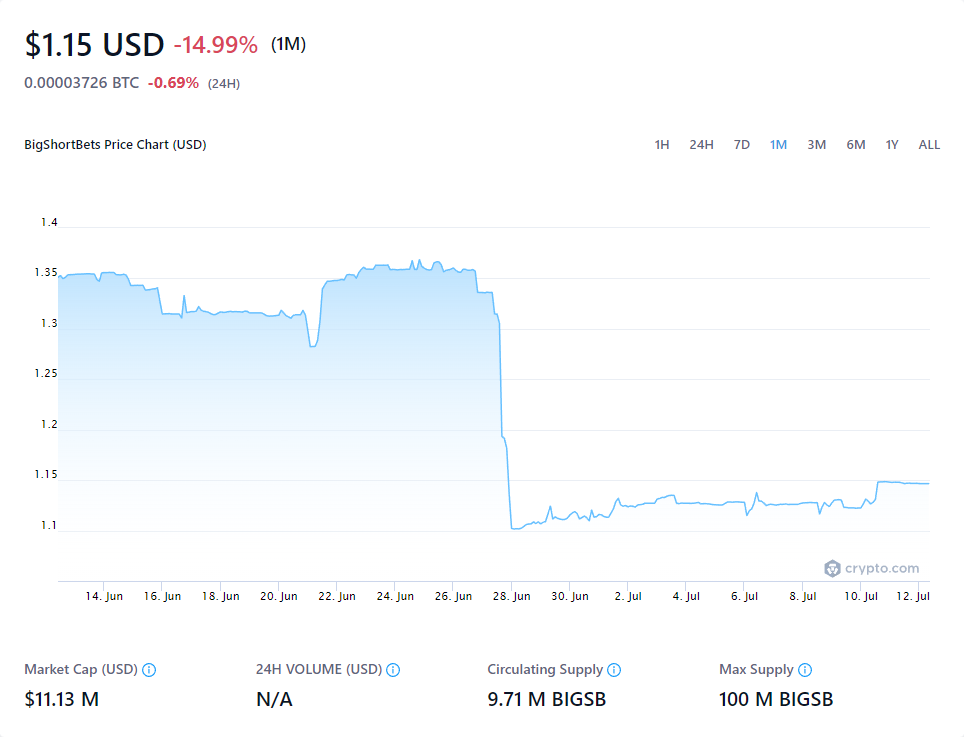 $1.15 USD -14.99% (1M)
0.00003726 BTC -0.69% (24H)
BigShortBets Price Chart (USD) 1H 24H 7D 1M 3M 6M 1Y ALL
1.4
1.35
1.3
1.25
1.2
1.15
1.1
crypto.com
14. Jun 16. Jun 18. Jun 20. Jun 22. Jun 24. Jun 26. Jun 28. Jun 30. Jun 2. Jul 4. Jul 6. Jul 8. Jul 10. Jul 12. Jul
Market Cap (USD) 24H VOLUME (USD) Circulating Supply Max Supply
$11.13 M N/A 9.71 M BIGSB 100 M BIGSB